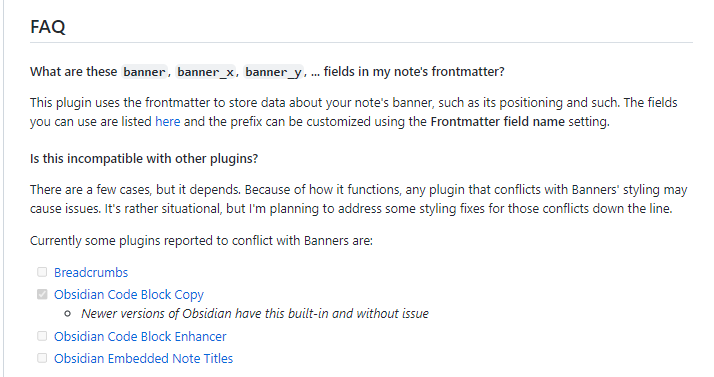 FAQ
What are these banner, banner_x, banner_y, ... fields in my note's frontmatter?
This plugin uses the frontmatter to store data about your note's banner, such as its positioning and such. The fields
you can use are listed here and the prefix can be customized using the Frontmatter field name setting.
Is this incompatible with other plugins?
There are a few cases, but it depends. Because of how it functions, any plugin that conflicts with Banners' styling may
cause issues. It's rather situational, but I'm planning to address some styling fixes for those conflicts down the line.
Currently some plugins reported to conflict with Banners are:
Breadcrumbs
Obsidian Code Block Copy
Newer versions of Obsidian have this built-in and without issue
Obsidian Code Block Enhancer
Obsidian Embedded Note Titles